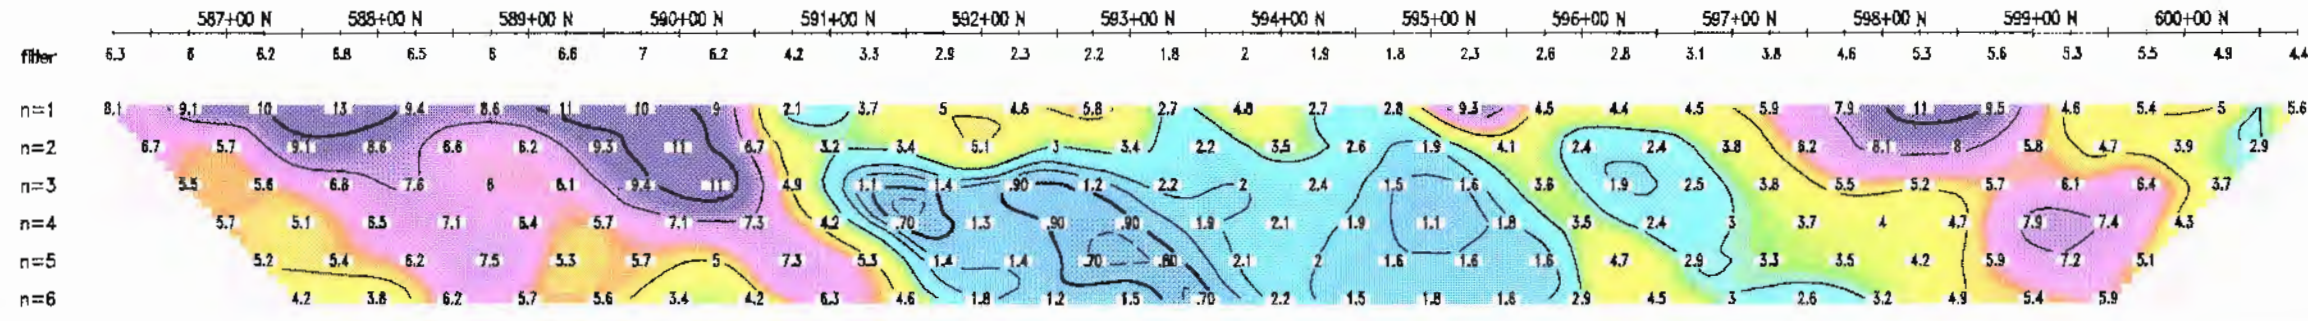 587+00 N 588+00 N 589+00 N 590+00 N 591+00 N 592+00 N 593+00 N 594+00 N 595+00 N 596+00 N 597+00 N 598+00 N 599+00 N 600+00 N
filter 6.3 6 6.2 6.8 6.5 6 6.6 7 6.2 4.2 3.3 2.9 2.3 2.2 1.8 2 1.9 1.8 2.3 2.6 2.8 3.1 3.8 4.6 5.3 5.6 5.3 5.5 4.9 4.4
n=1 8.1 9.1 10 13 9.4 8.6 11 10 9 2.1 3.7 5 4.6 5.8 2.7 4.8 2.7 2.8 9.3 4.5 4.4 4.5 5.9 7.9 11 9.5 4.6 5.4 5 5.6
n=2 6.7 5.7 9.1 8.6 6.6 6.2 9.3 11 6.7 3.2 3.4 5.1 3 3.4 2.2 3.5 2.6 1.9 4.1 2.4 2.4 3.8 6.2 8.1 8 5.8 4.7 3.9 2.9
n=3 5.5 5.6 6.8 7.6 6 6.1 9.4 11 4.9 1.1 1.4 .90 1.2 2.2 2 2.4 1.5 1.6 3.6 1.9 2.5 3.8 5.5 5.2 5.7 6.1 6.4 3.7
n=4 5.7 5.1 6.5 7.1 6.4 5.7 7.1 7.3 4.2 .70 1.3 .90 .90 1.9 2.1 1.9 1.1 1.8 3.5 2.4 3 3.7 4 4.7 7.9 7.4 4.3
n=5 5.2 5.4 6.2 7.5 5.3 5.7 5 7.3 5.3 1.4 1.4 .70 .80 2.1 2 1.6 1.6 1.6 4.7 2.9 3.3 3.5 4.2 5.9 7.2 5.1
n=6 4.2 3.8 6.2 5.7 5.6 3.4 4.2 6.3 4.6 1.8 1.2 1.5 .70 2.2 1.5 1.8 1.6 2.9 4.5 3 2.6 3.2 4.9 5.4 5.9